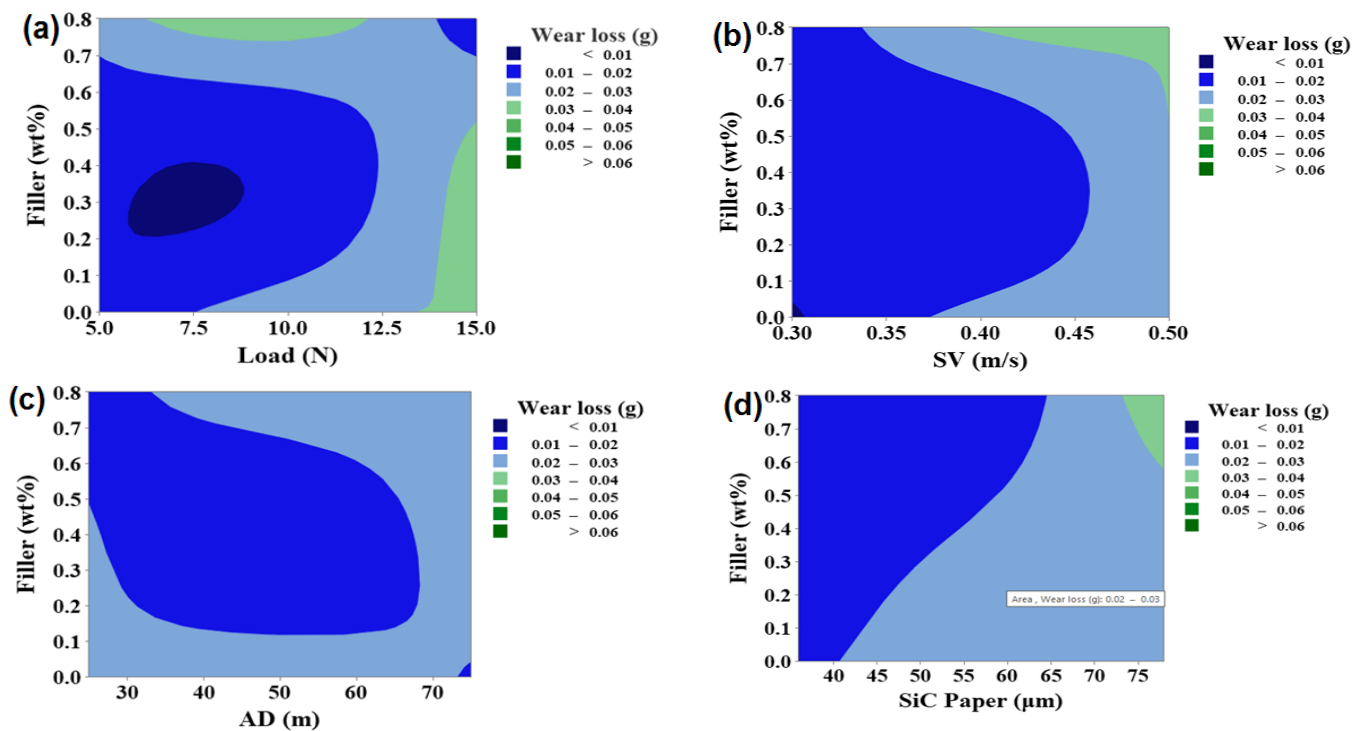 (a)
Wear loss (g)
< 0.01
0.01 – 0.02
0.02 – 0.03
0.03 – 0.04
0.04 – 0.05
0.05 – 0.06
> 0.06
Filler (wt%)
0.8
0.7
0.6
0.5
0.4
0.3
0.2
0.1
0.0
5.0 7.5 10.0 12.5 15.0
Load (N)
(b)
Wear loss (g)
< 0.01
0.01 – 0.02
0.02 – 0.03
0.03 – 0.04
0.04 – 0.05
0.05 – 0.06
> 0.06
Filler (wt%)
0.8
0.7
0.6
0.5
0.4
0.3
0.2
0.1
0.0
0.30 0.35 0.40 0.45 0.50
SV (m/s)
(c)
Wear loss (g)
< 0.01
0.01 – 0.02
0.02 – 0.03
0.03 – 0.04
0.04 – 0.05
0.05 – 0.06
> 0.06
Filler (wt%)
0.8
0.7
0.6
0.5
0.4
0.3
0.2
0.1
0.0
30 40 50 60 70
AD (m)
(d)
Wear loss (g)
< 0.01
0.01 – 0.02
0.02 – 0.03
0.03 – 0.04
0.04 – 0.05
0.05 – 0.06
> 0.06
Filler (wt%)
0.8
0.7
0.6
0.5
0.4
0.3
0.2
0.1
0.0
Area , Wear loss (g): 0.02 – 0.03
40 45 50 55 60 65 70 75
SiC Paper (µm)